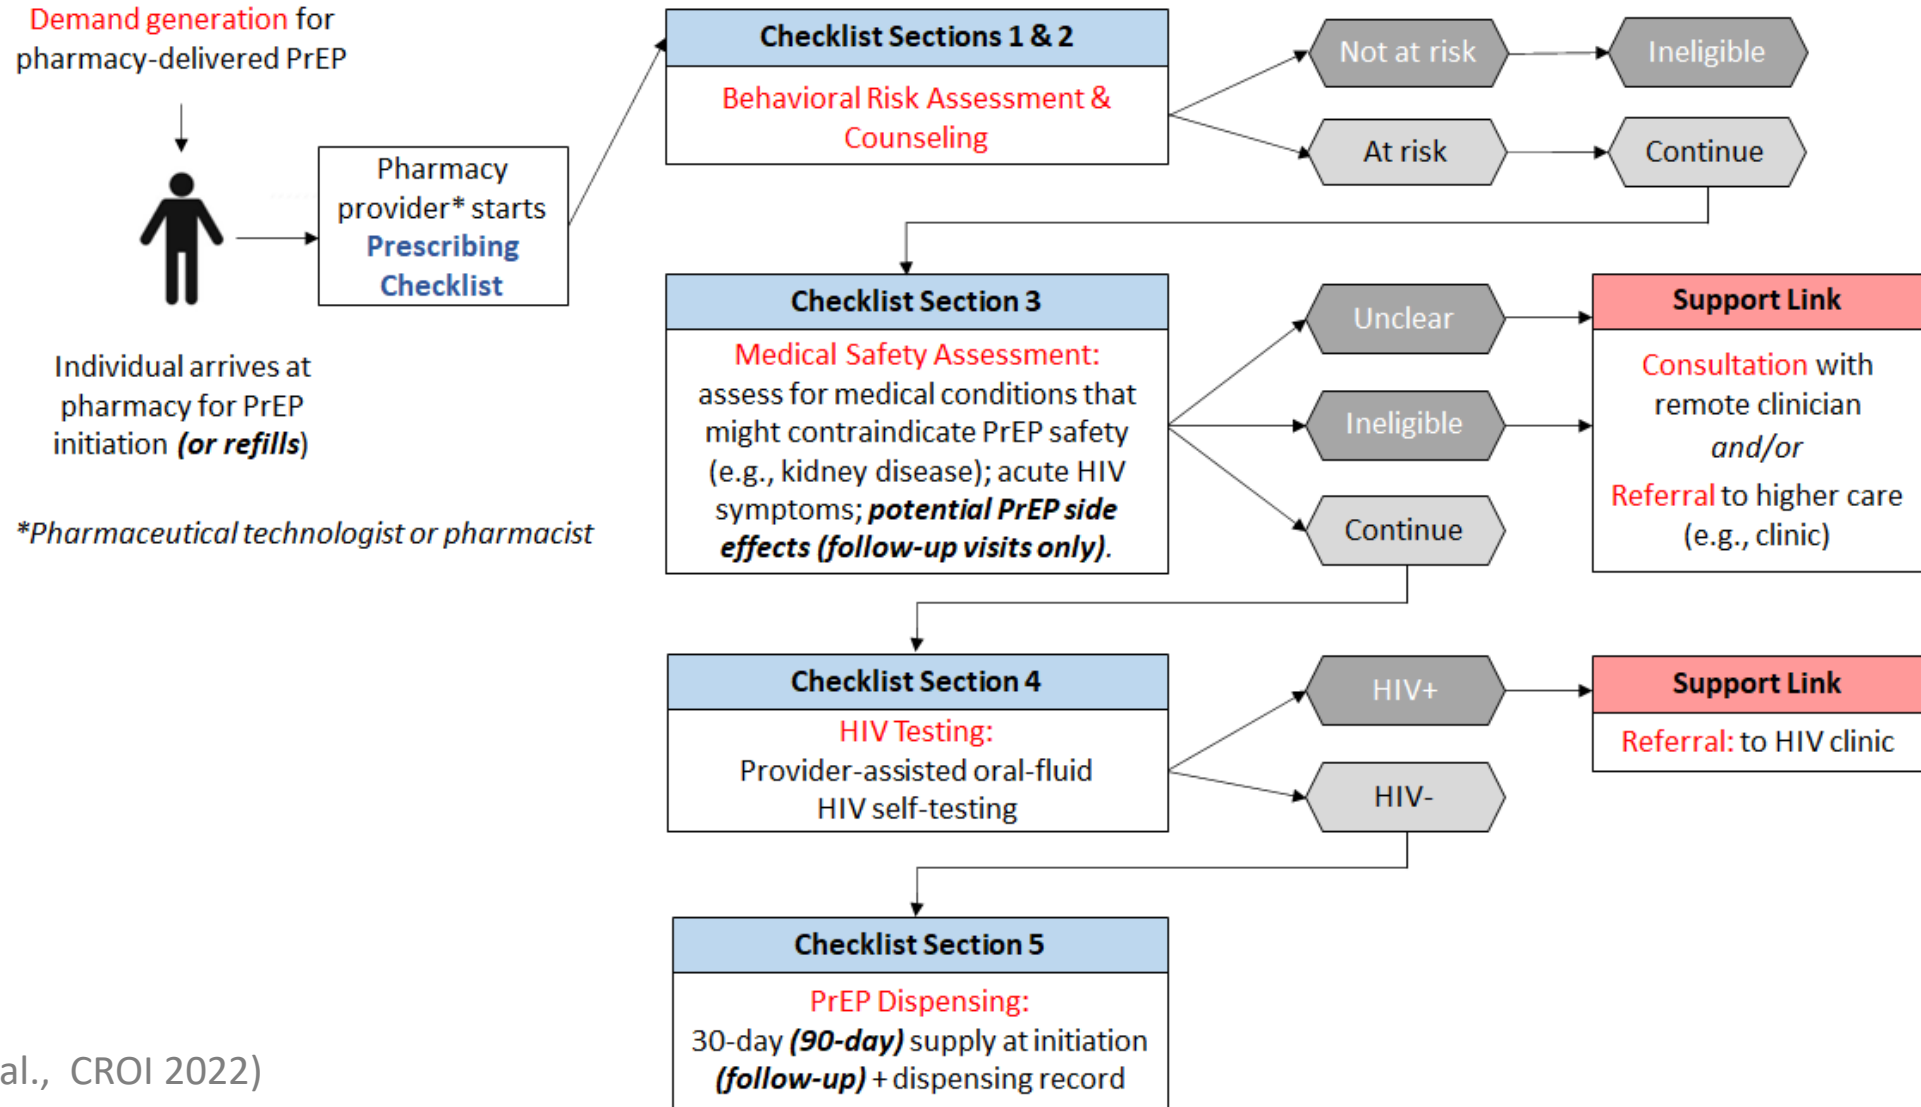 Demand generation for
pharmacy-delivered PrEP
Pharmacy
provider* starts
Prescribing
Checklist
Individual arrives at
pharmacy for PrEP
initiation (or refills)
*Pharmaceutical technologist or pharmacist
Checklist Sections 1 & 2
Behavioral Risk Assessment &
Counseling
Not at risk
Ineligible
At risk
Continue
Checklist Section 3
Medical Safety Assessment:
assess for medical conditions that
might contraindicate PrEP safety
(e.g., kidney disease); acute HIV
symptoms; potential PrEP side
effects (follow-up visits only).
Unclear
Ineligible
Continue
Support Link
Consultation with
remote clinician
and/or
Referral to higher care
(e.g., clinic)
Checklist Section 4
HIV Testing:
Provider-assisted oral-fluid
HIV self-testing
HIV+
HIV-
Support Link
Referral: to HIV clinic
Checklist Section 5
PrEP Dispensing:
30-day (90-day) supply at initiation
(follow-up) + dispensing record
al., CROI 2022)